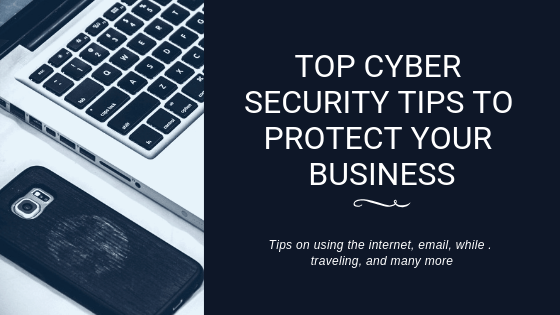 TOP CYBER
SECURITY TIPS TO
PROTECT YOUR
BUSINESS
Tips on using the internet, email, while .
traveling, and many more